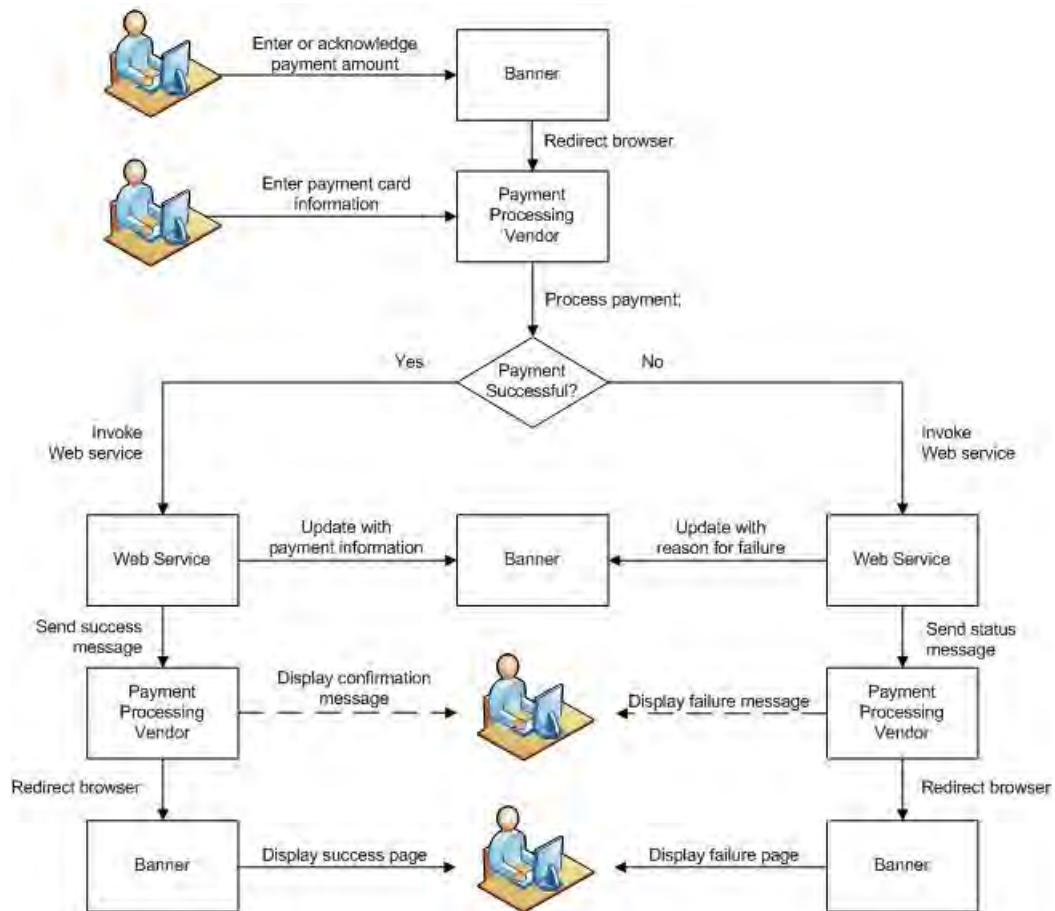 Enter or acknowledge
payment amount
Banner
Redirect browser
Enter payment card
information
Payment
Processing
Vendor
Process payment;
Yes
Payment
Successful?
No
Invoke
Web service
Invoke
Web service
Web Service
Update with
payment information
Banner
Update with
reason for failure
Web Service
Send success
message
Send status
message
Payment
Processing
Vendor
Display confirmation
message
Display failure message
Payment
Processing
Vendor
Redirect browser
Redirect browser
Banner
Display success page
Display failure page
Banner